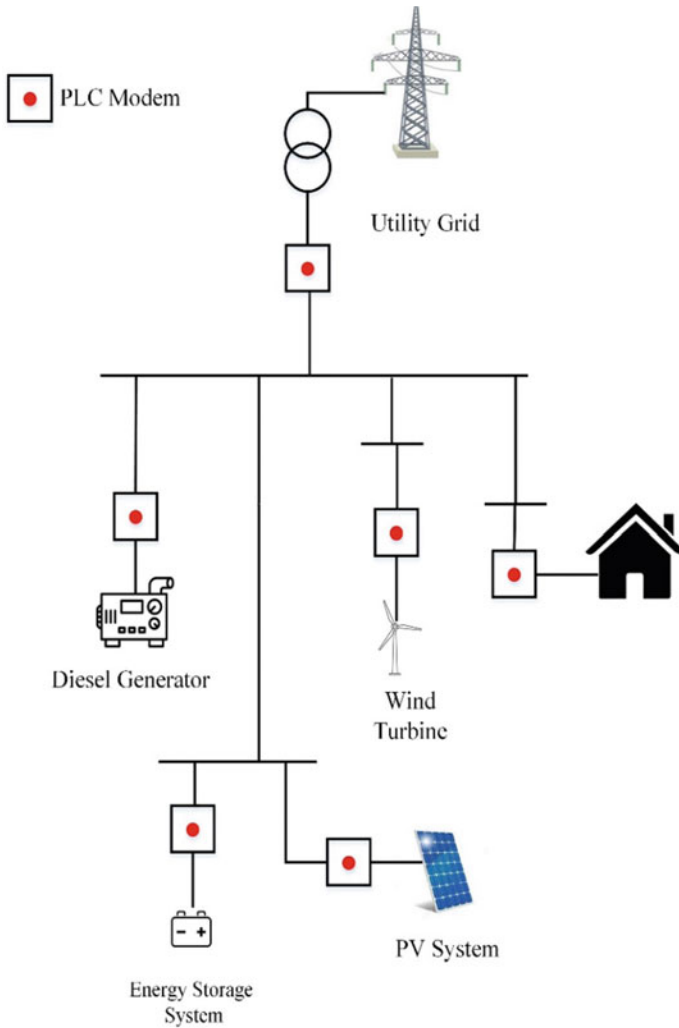 PLC Modem
Utility Grid
Diesel Generator
Wind
Turbine
PV System
Energy Storage
System